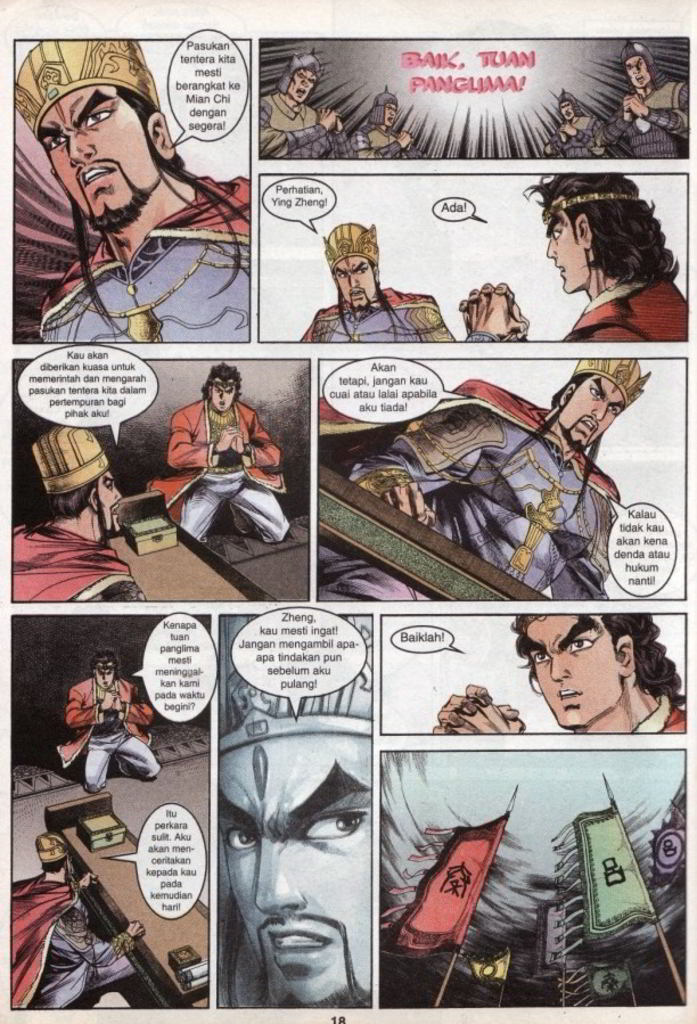 Pasukan
tentera kita
mesti
berangkat ke
Mian Chi
dengan
segera!
BAIK, TUAN
PANGLIMA!
Perhatian,
Ying Zheng!
Ada!
Kau akan
diberikan kuasa untuk
memerintah dan mengarah
pasukan tentera kita dalam
pertempuran bagi
pihak aku!
Akan
tetapi, jangan kau
cuai atau lalai apabila
aku tiada!
Kalau
tidak kau
akan kena
denda atau
hukum
nanti!
Kenapa
tuan
panglima
mesti
meninggal-
kan kami
pada waktu
begini?
Itu
perkara
sulit. Aku
akan men-
ceritakan
kepada kau
pada
kemudian
hari!
Zheng,
kau mesti ingat!
Jangan mengambil apa-
apa tindakan pun
sebelum aku
pulang!
Baiklah!
呂
18